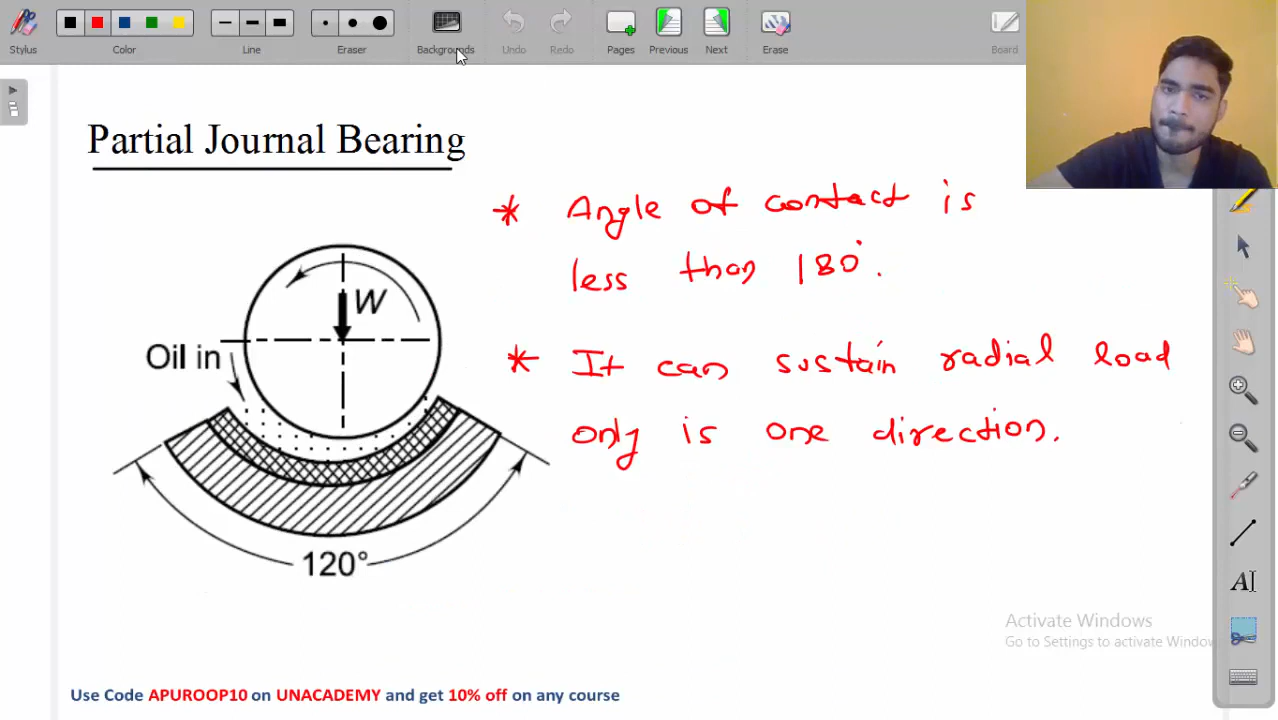 Stylus
Color
Line
Eraser
Backgrounds
Undo
Redo
Pages
Previous
Next
Erase
Board
Partial Journal Bearing
* Angle of contact is
less than 180°.
W
Oil in
* It can sustain radial load
only is one direction.
120°
AI
Activate Windows
Go to Settings to activate Window
Use Code APUROOP10 on UNACADEMY and get 10% off on any course